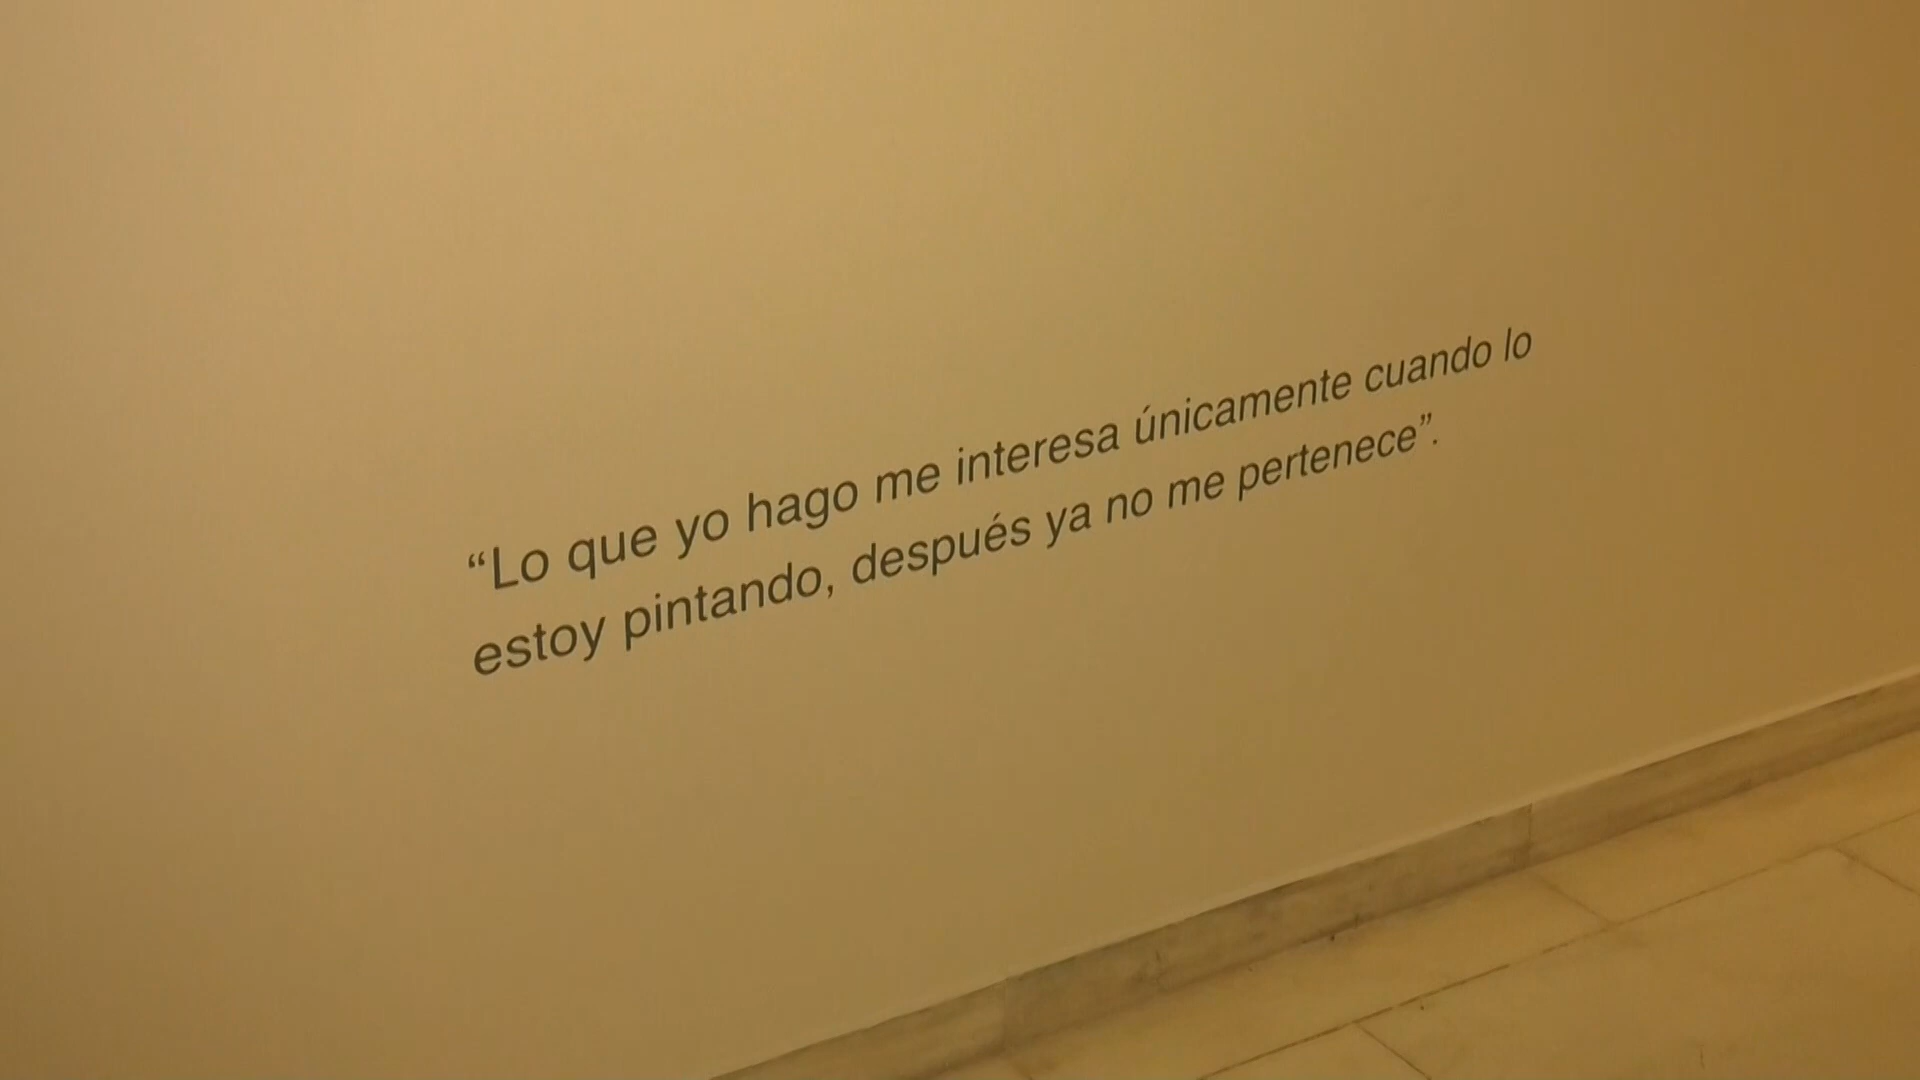 “Lo que yo hago me interesa únicamente cuando lo
estoy pintando, después ya no me pertenece”.